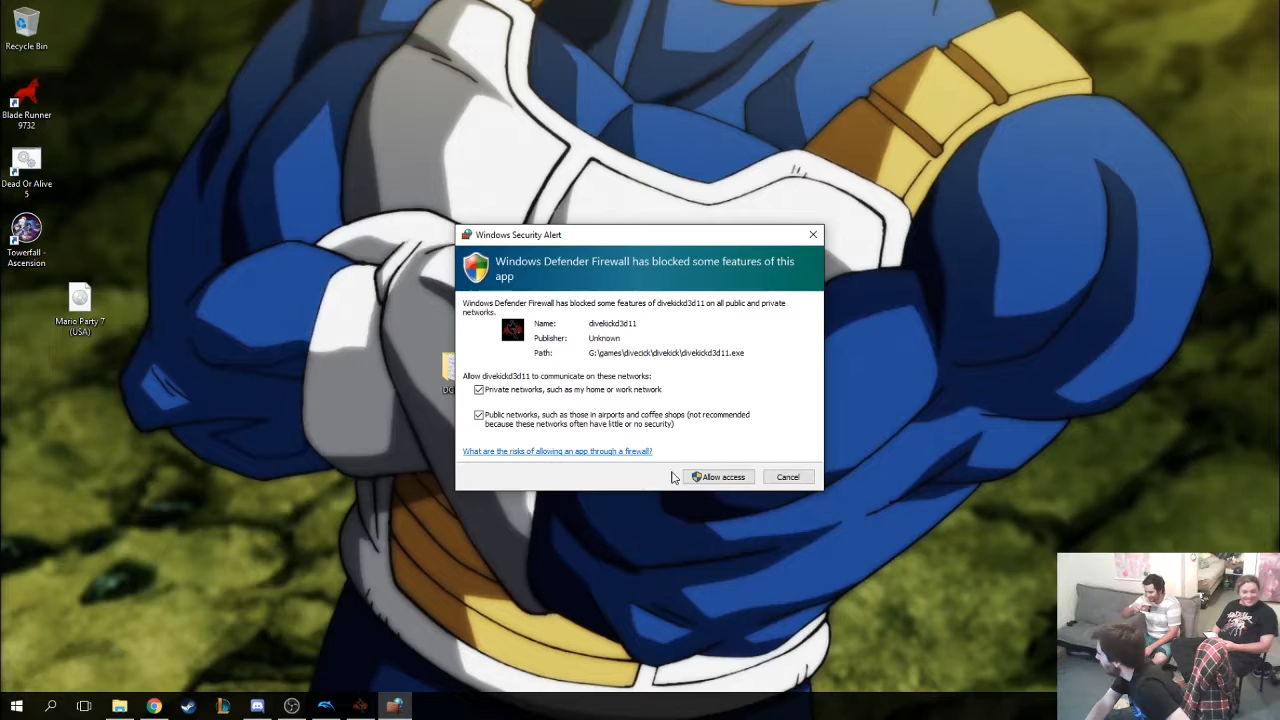 Recycle Bin
Blade Runner
9732
Dead Or Alive
5
Towerfall -
Ascension
Mario Party 7
(USA)
Windows Security Alert
Windows Defender Firewall has blocked some features of this
app
Windows Defender Firewall has blocked some features of divekickd3d11 on all public and private
networks.
Name: divekickd3d11
Publisher: Unknown
Path: G:\games\divecick\divekick\divekickd3d11.exe
Allow divekickd3d11 to communicate on these networks:
Private networks, such as my home or work network
Public networks, such as those in airports and coffee shops (not recommended
because these networks often have little or no security)
What are the risks of allowing an app through a firewall?
Allow access
Cancel